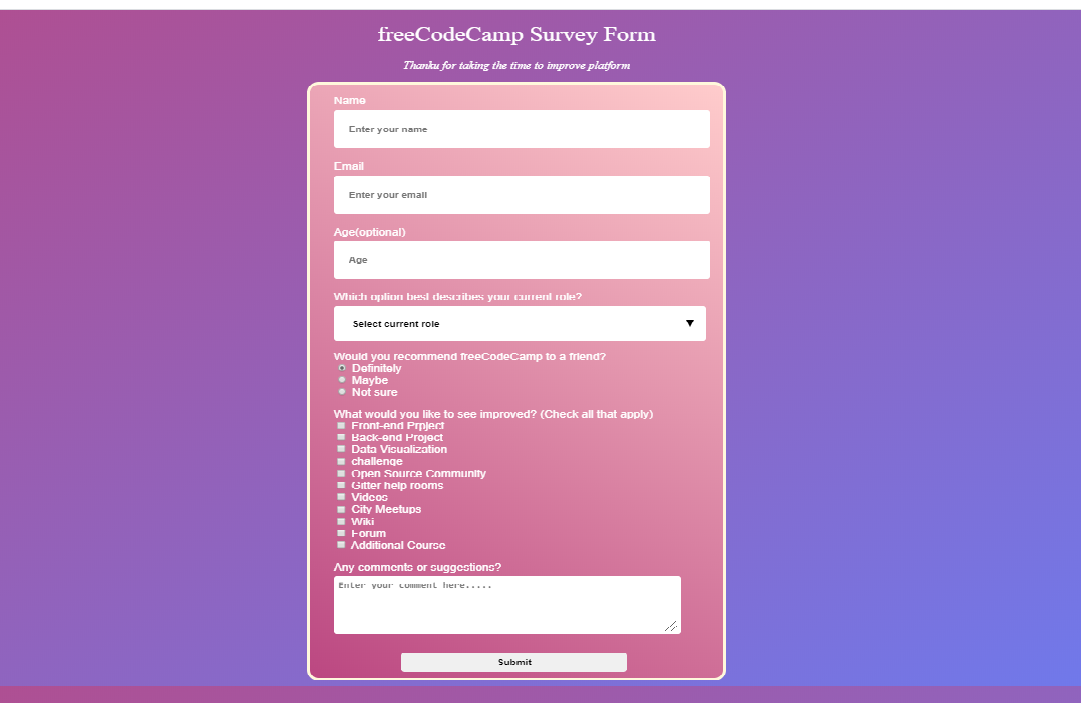 freeCodeCamp Survey Form
Thanku for taking the time to improve platform
Name
Enter your name
Email
Enter your email
Age(optional)
Age
Which option best describes your current role?
Select current role
Would you recommend freeCodeCamp to a friend?
Definitely
Maybe
Not sure
What would you like to see improved? (Check all that apply)
Front-end Prpject
Back-end Project
Data Visualization
challenge
Open Source Community
Gitter help rooms
Videos
City Meetups
Wiki
Forum
Additional Course
Any comments or suggestions?
Enter your comment here.....
Submit